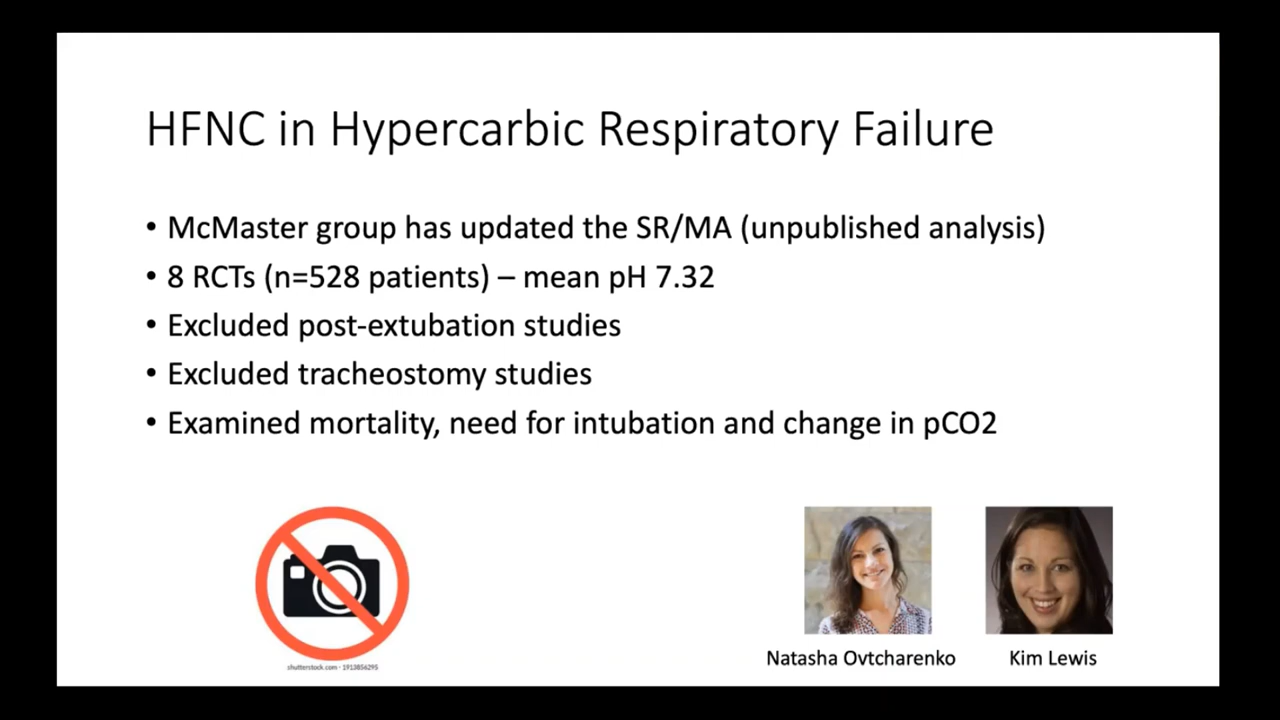 HFNC in Hypercarbic Respiratory Failure
• McMaster group has updated the SR/MA (unpublished analysis)
• 8 RCTs (n=528 patients) – mean pH 7.32
• Excluded post-extubation studies
• Excluded tracheostomy studies
• Examined mortality, need for intubation and change in pCO2
shutterstock.com · 1913856295
Natasha Ovtcharenko
Kim Lewis